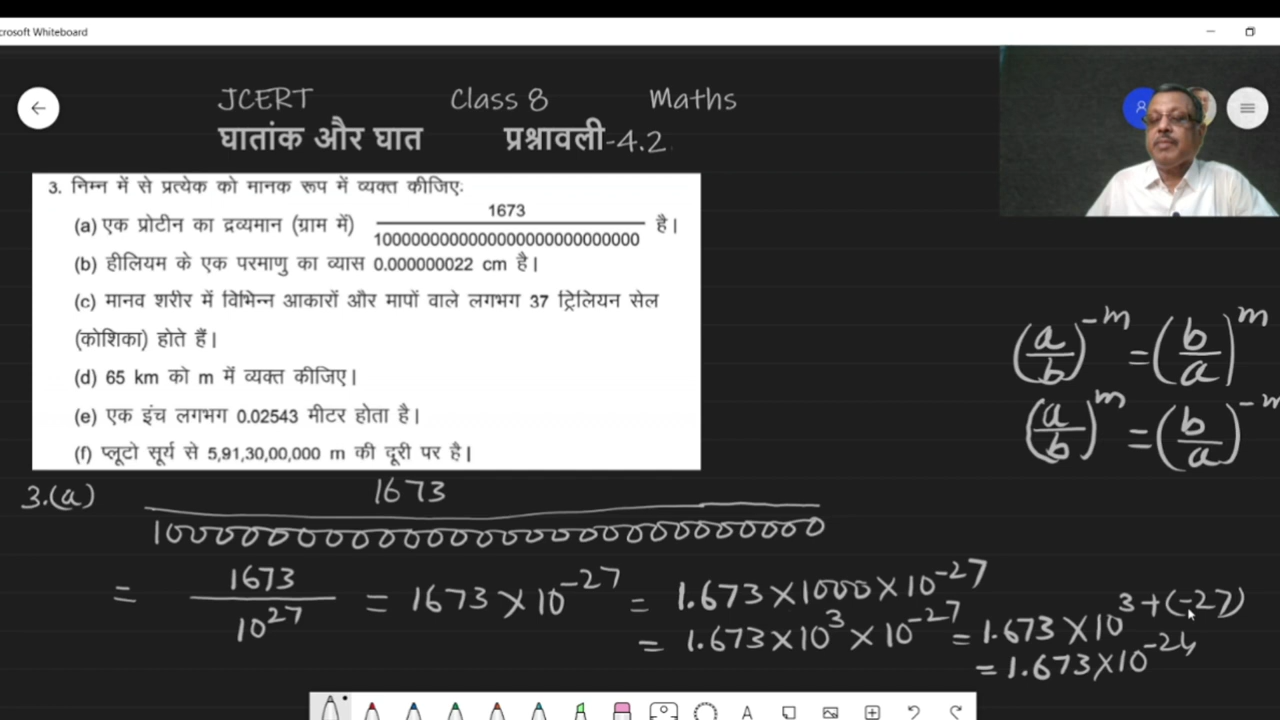 crosoft Whiteboard
JCERT Class 8 Maths
घातांक और घात प्रश्नावली-4.2
3. निम्न में से प्रत्येक को मानक रूप में व्यक्त कीजिए:
(a) एक प्रोटीन का द्रव्यमान (ग्राम में) 1673/1000000000000000000000000000 है।
(b) हीलियम के एक परमाणु का व्यास 0.000000022 cm है।
(c) मानव शरीर में विभिन्न आकारों और मापों वाले लगभग 37 ट्रिलियन सेल
(कोशिका) होते हैं।
(d) 65 km को m में व्यक्त कीजिए।
(e) एक इंच लगभग 0.02543 मीटर होता है।
(f) प्लूटो सूर्य से 5,91,30,00,000 m की दूरी पर है।
(a/b)^-m = (b/a)^m
(a/b)^m = (b/a)^-m
3.(a) 1673/1000000000000000000000000000
= 1673/10^27 = 1673×10^-27 = 1.673×1000×10^-27
= 1.673×10^3×10^-27 = 1.673×10^3+(-27)
= 1.673×10^-24
A